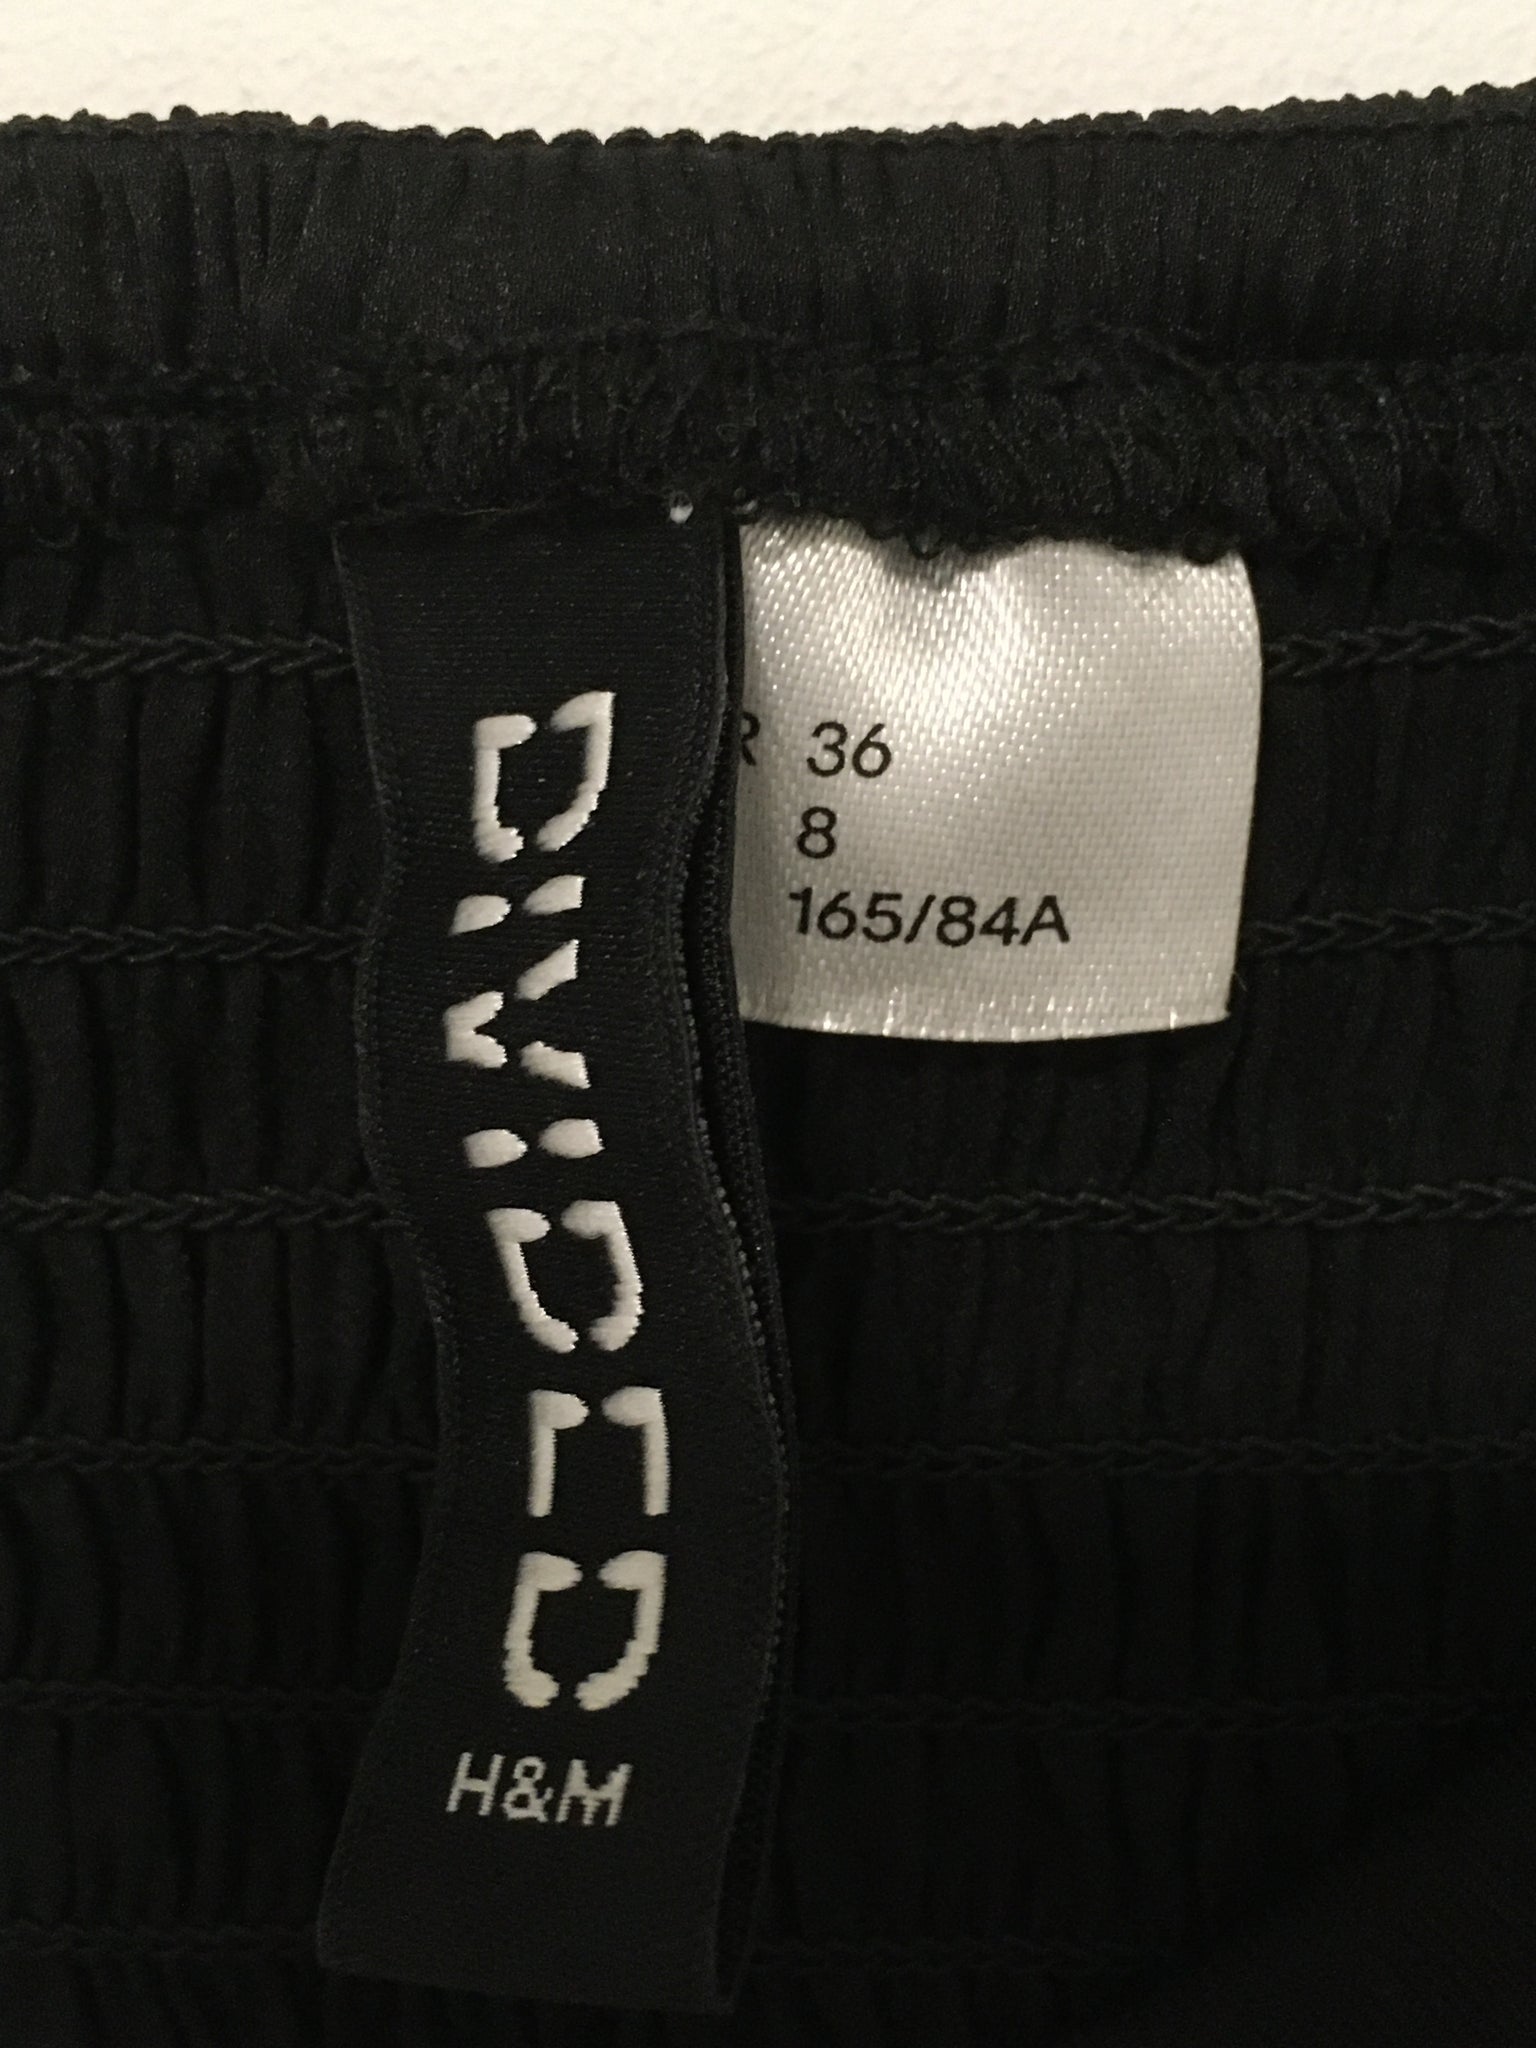 DIVIDED
H&M
R 36
8
165/84A